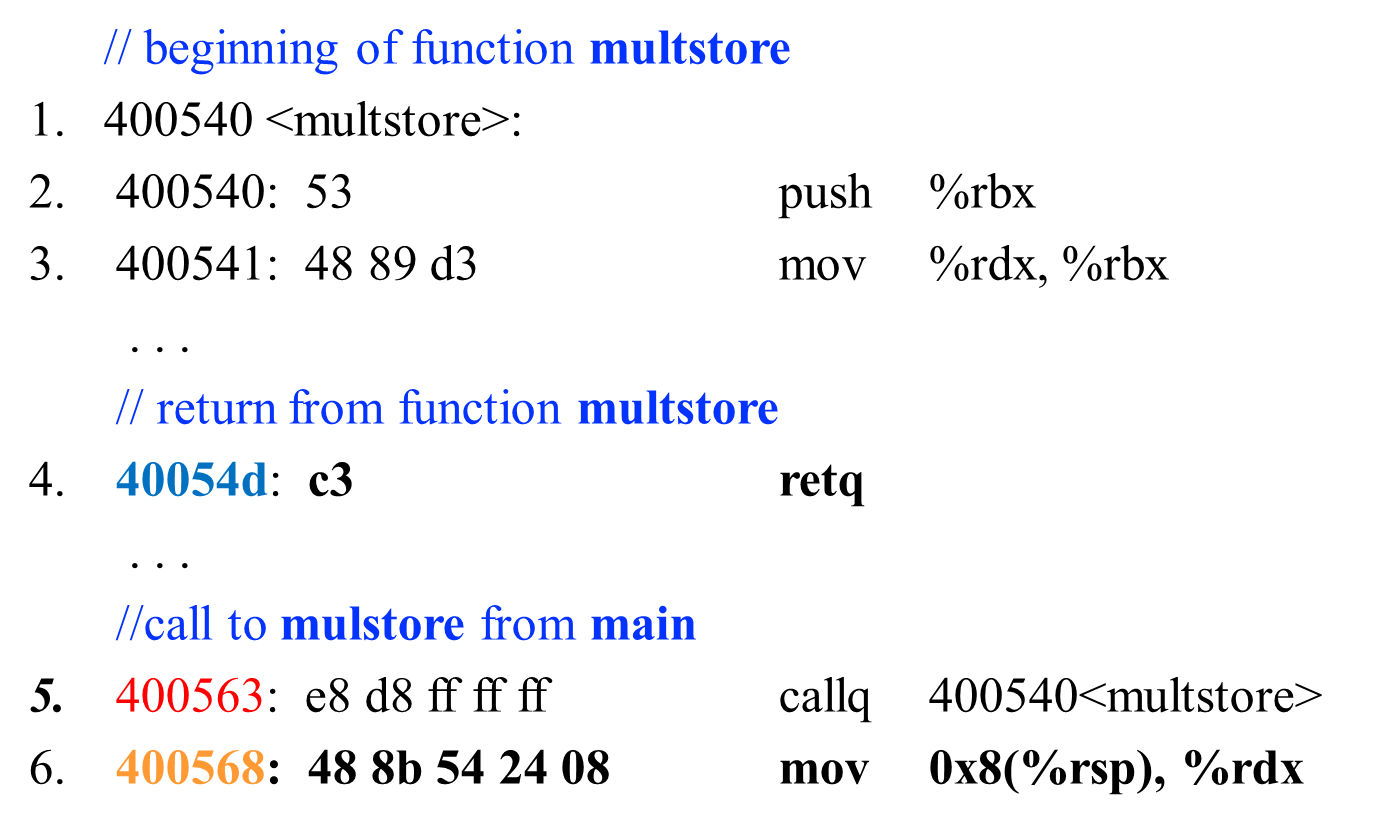 // beginning of function multstore
1. 400540 <multstore>:
2. 400540: 53 push %rbx
3. 400541: 48 89 d3 mov %rdx, %rbx
. . .
// return from function multstore
4. 40054d: c3 retq
. . .
//call to mulstore from main
5. 400563: e8 d8 ff ff ff callq 400540<multstore>
6. 400568: 48 8b 54 24 08 mov 0x8(%rsp), %rdx